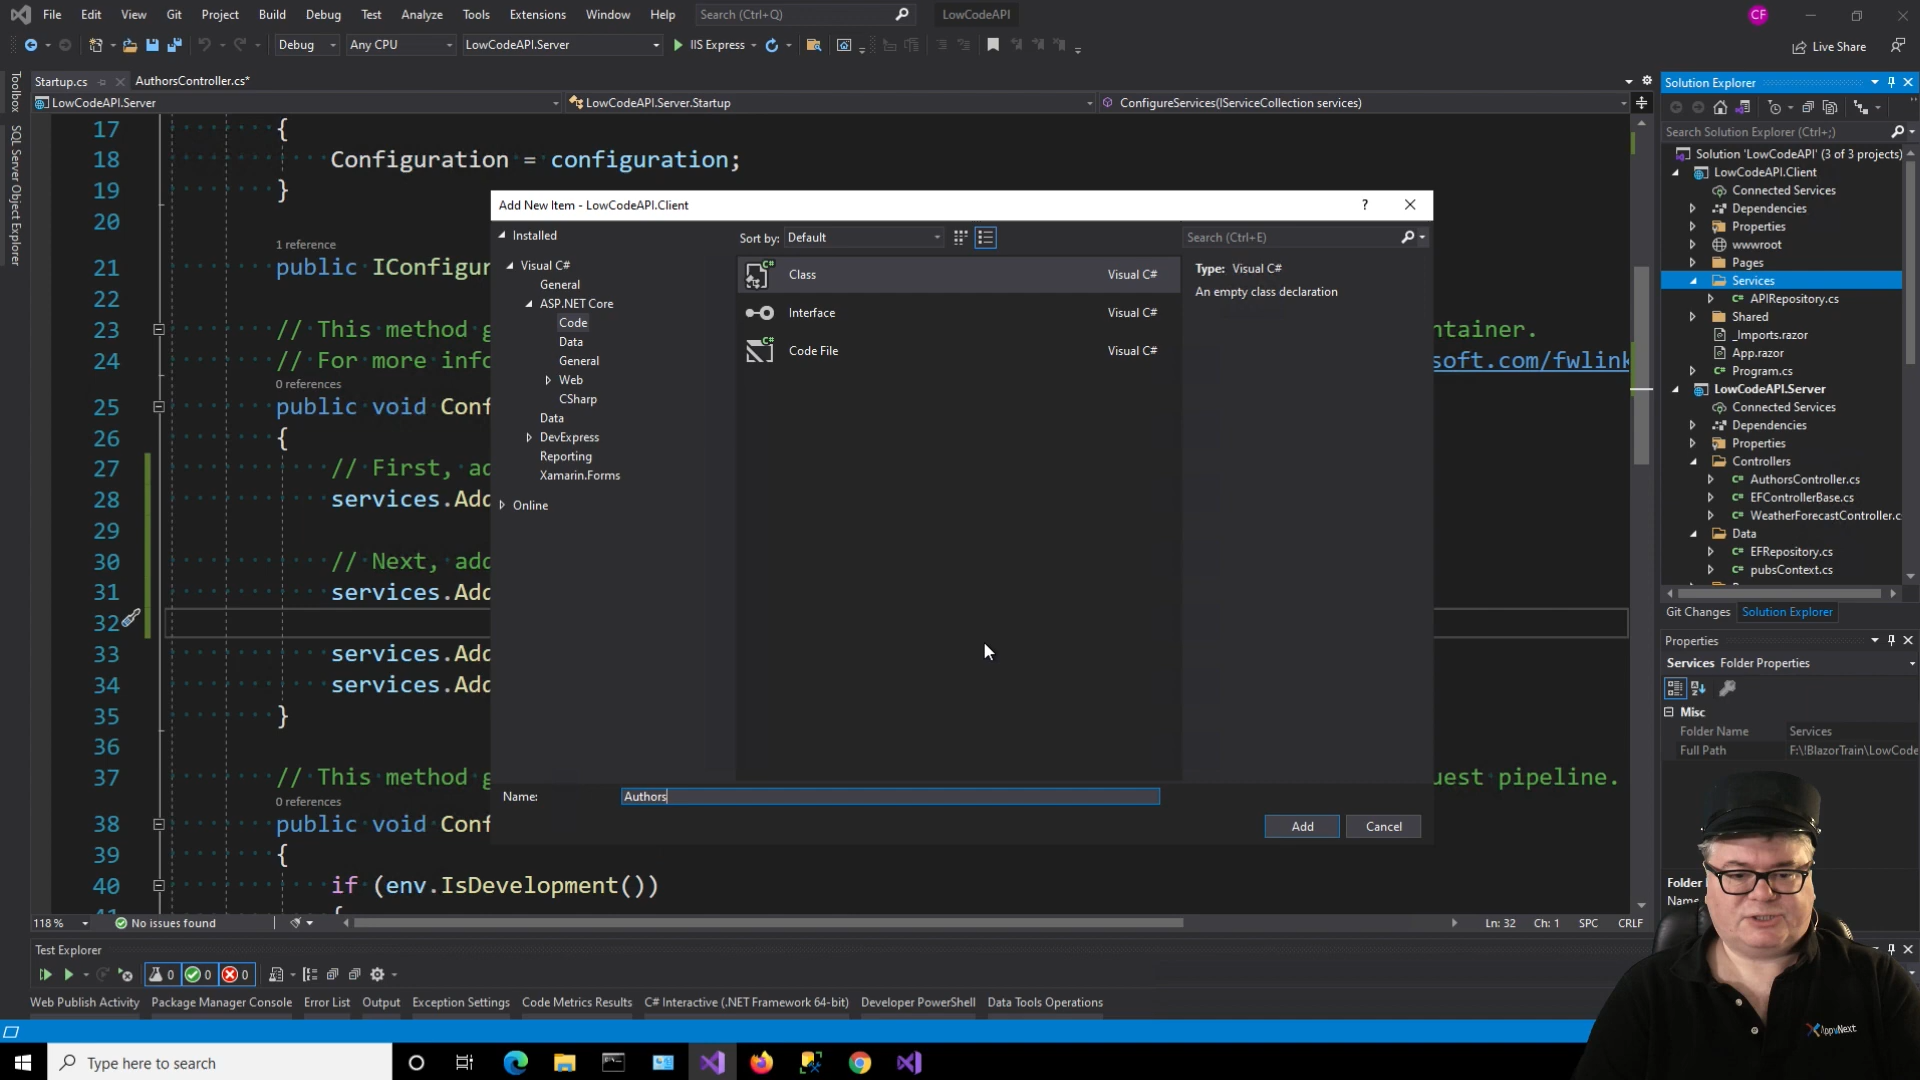 File Edit View Git Project Build Debug Test Analyze Tools Extensions Window Help Search (Ctrl+Q) LowCodeAPI CF
Debug Any CPU LowCodeAPI.Server IIS Express Live Share
Toolbox
SQL Server Object Explorer
Startup.cs AuthorsController.cs*
LowCodeAPI.Server LowCodeAPI.Server.Startup ConfigureServices(IServiceCollection services)
17 {
18 Configuration = configuration;
19 }
20
1 reference
21 public IConfigur
22
23 // This method g ntainer.
24 // For more info soft.com/fwlink
0 references
25 public void Conf
26 {
27 // First, ad
28 services.Add
29
30 // Next, add
31 services.Add
32
33 services.Add
34 services.Add
35 }
36
37 // This method g uest pipeline.
0 references
38 public void Conf
39 {
40 if (env.IsDevelopment())
41 {
Add New Item - LowCodeAPI.Client ?
Installed
Sort by: Default Search (Ctrl+E)
Visual C#
General
ASP.NET Core
Code
Data
General
Web
CSharp
Data
DevExpress
Reporting
Xamarin.Forms
Online
Class Visual C#
Interface Visual C#
Code File Visual C#
Type: Visual C#
An empty class declaration
Name: Authors
Add Cancel
Solution Explorer
Search Solution Explorer (Ctrl+;)
Solution 'LowCodeAPI' (3 of 3 projects)
LowCodeAPI.Client
Connected Services
Dependencies
Properties
wwwroot
Pages
Services
C# APIRepository.cs
Shared
_Imports.razor
App.razor
C# Program.cs
LowCodeAPI.Server
Connected Services
Dependencies
Properties
Controllers
C# AuthorsController.cs
C# EFControllerBase.cs
C# WeatherForecastController.c
Data
C# EFRepository.cs
C# pubsContext.cs
Git Changes Solution Explorer
Properties
Services Folder Properties
Misc
Folder Name Services
Full Path F:\!BlazorTrain\LowCode
Folder
Nam
118 % No issues found Ln: 32 Ch: 1 SPC CRLF
Test Explorer
0 0 0
Web Publish Activity Package Manager Console Error List Output Exception Settings Code Metrics Results C# Interactive (.NET Framework 64-bit) Developer PowerShell Data Tools Operations
Type here to search
AppvNext